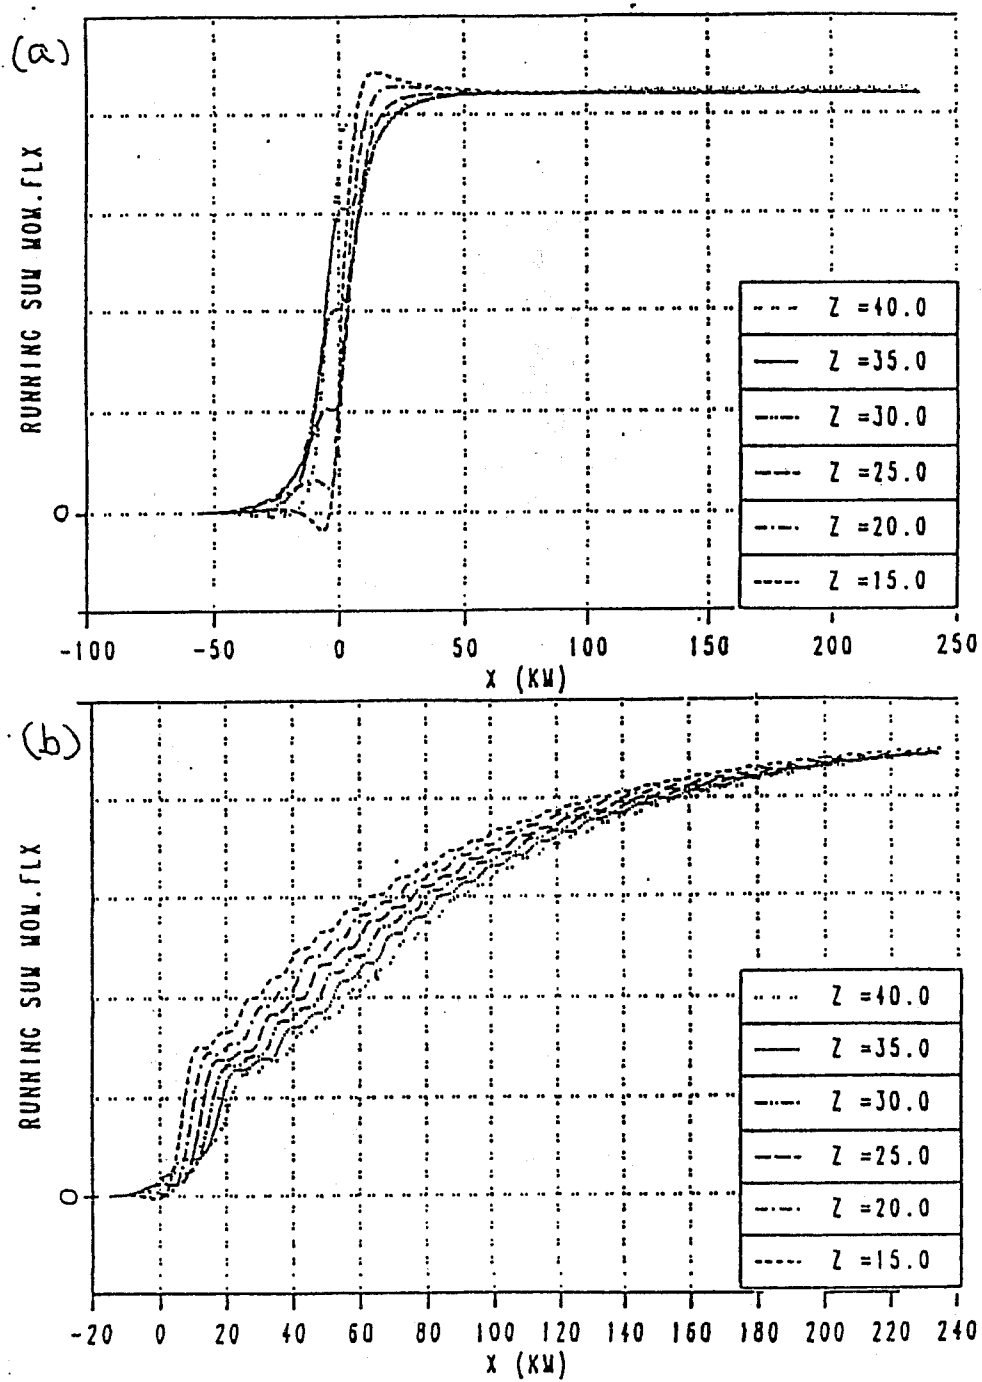 (a)
RUNNING SUM MOM.FLX
0
Z =40.0
Z =35.0
Z =30.0
Z =25.0
Z =20.0
Z =15.0
-100 -50 0 50 100 150 200 250
X (KM)
(b)
RUNNING SUM MOM.FLX
0
Z =40.0
Z =35.0
Z =30.0
Z =25.0
Z =20.0
Z =15.0
-20 0 20 40 60 80 100 120 140 160 180 200 220 240
X (KM)